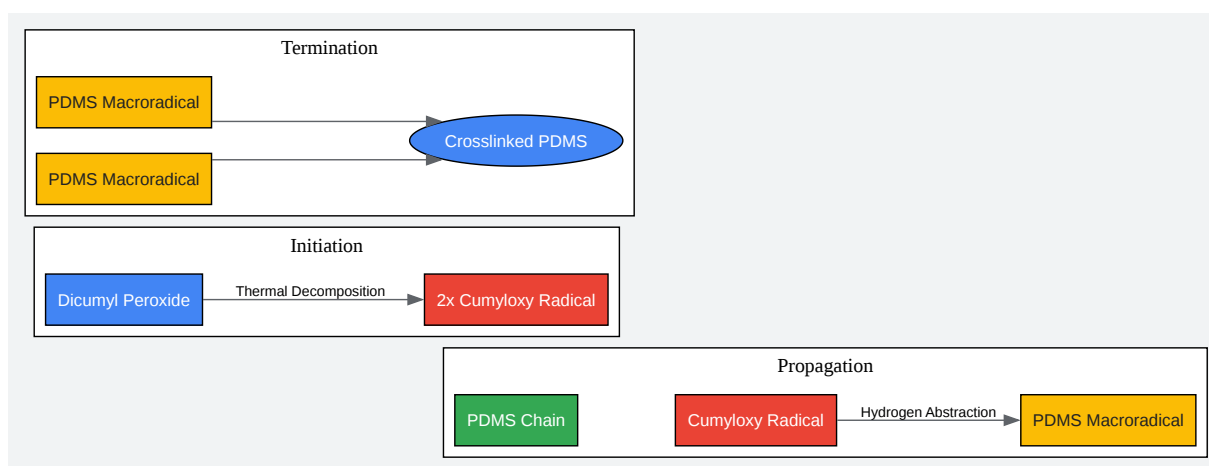 Termination
PDMS Macroradical
PDMS Macroradical
Crosslinked PDMS
Initiation
Dicumyl Peroxide
Thermal Decomposition
2x Cumyloxy Radical
Propagation
PDMS Chain
Cumyloxy Radical
Hydrogen Abstraction
PDMS Macroradical